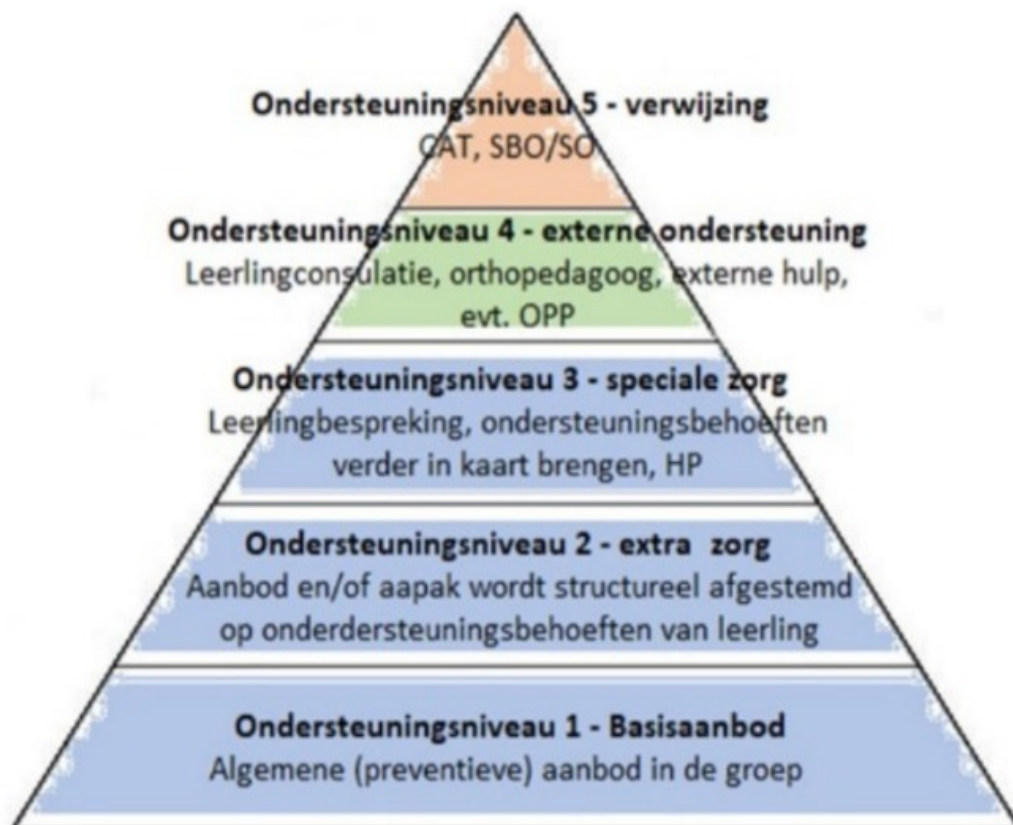 Ondersteuningsniveau 5 - verwijzing
CAT, SBO/SO
Ondersteuningsniveau 4 - externe ondersteuning
Leerlingconsulatie, orthopedagoog, externe hulp,
evt. OPP
Ondersteuningsniveau 3 - speciale zorg
Leerlingbespreking, ondersteuningsbehoeften
verder in kaart brengen, HP
Ondersteuningsniveau 2 - extra zorg
Aanbod en/of aapak wordt structureel afgestemd
op onderdersteuningsbehoeften van leerling
Ondersteuningsniveau 1 - Basisaanbod
Algemene (preventieve) aanbod in de groep